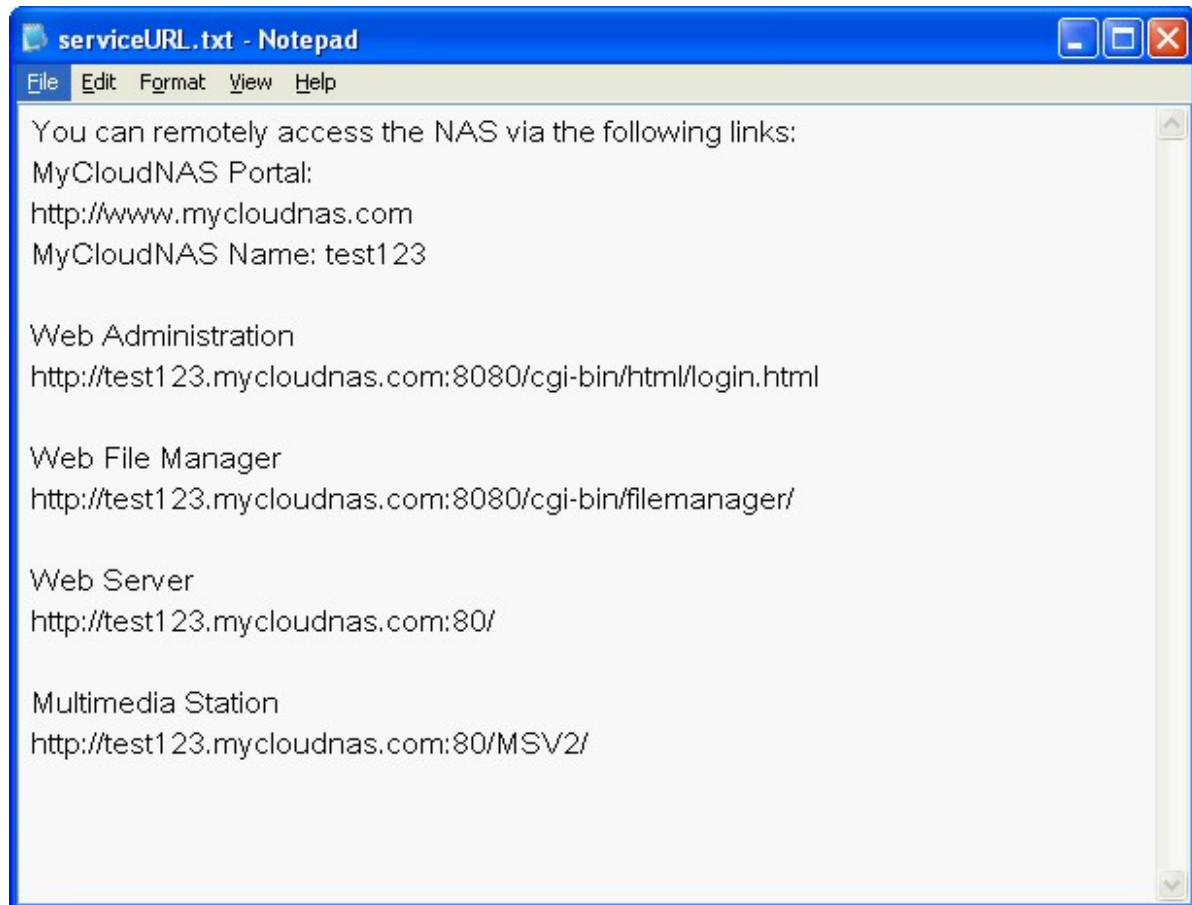 serviceURL.txt - Notepad
File Edit Format View Help
You can remotely access the NAS via the following links:
MyCloudNAS Portal:
http://www.mycloudnas.com
MyCloudNAS Name: test123
Web Administration
http://test123.mycloudnas.com:8080/cgi-bin/html/login.html
Web File Manager
http://test123.mycloudnas.com:8080/cgi-bin/filemanager/
Web Server
http://test123.mycloudnas.com:80/
Multimedia Station
http://test123.mycloudnas.com:80/MSV2/